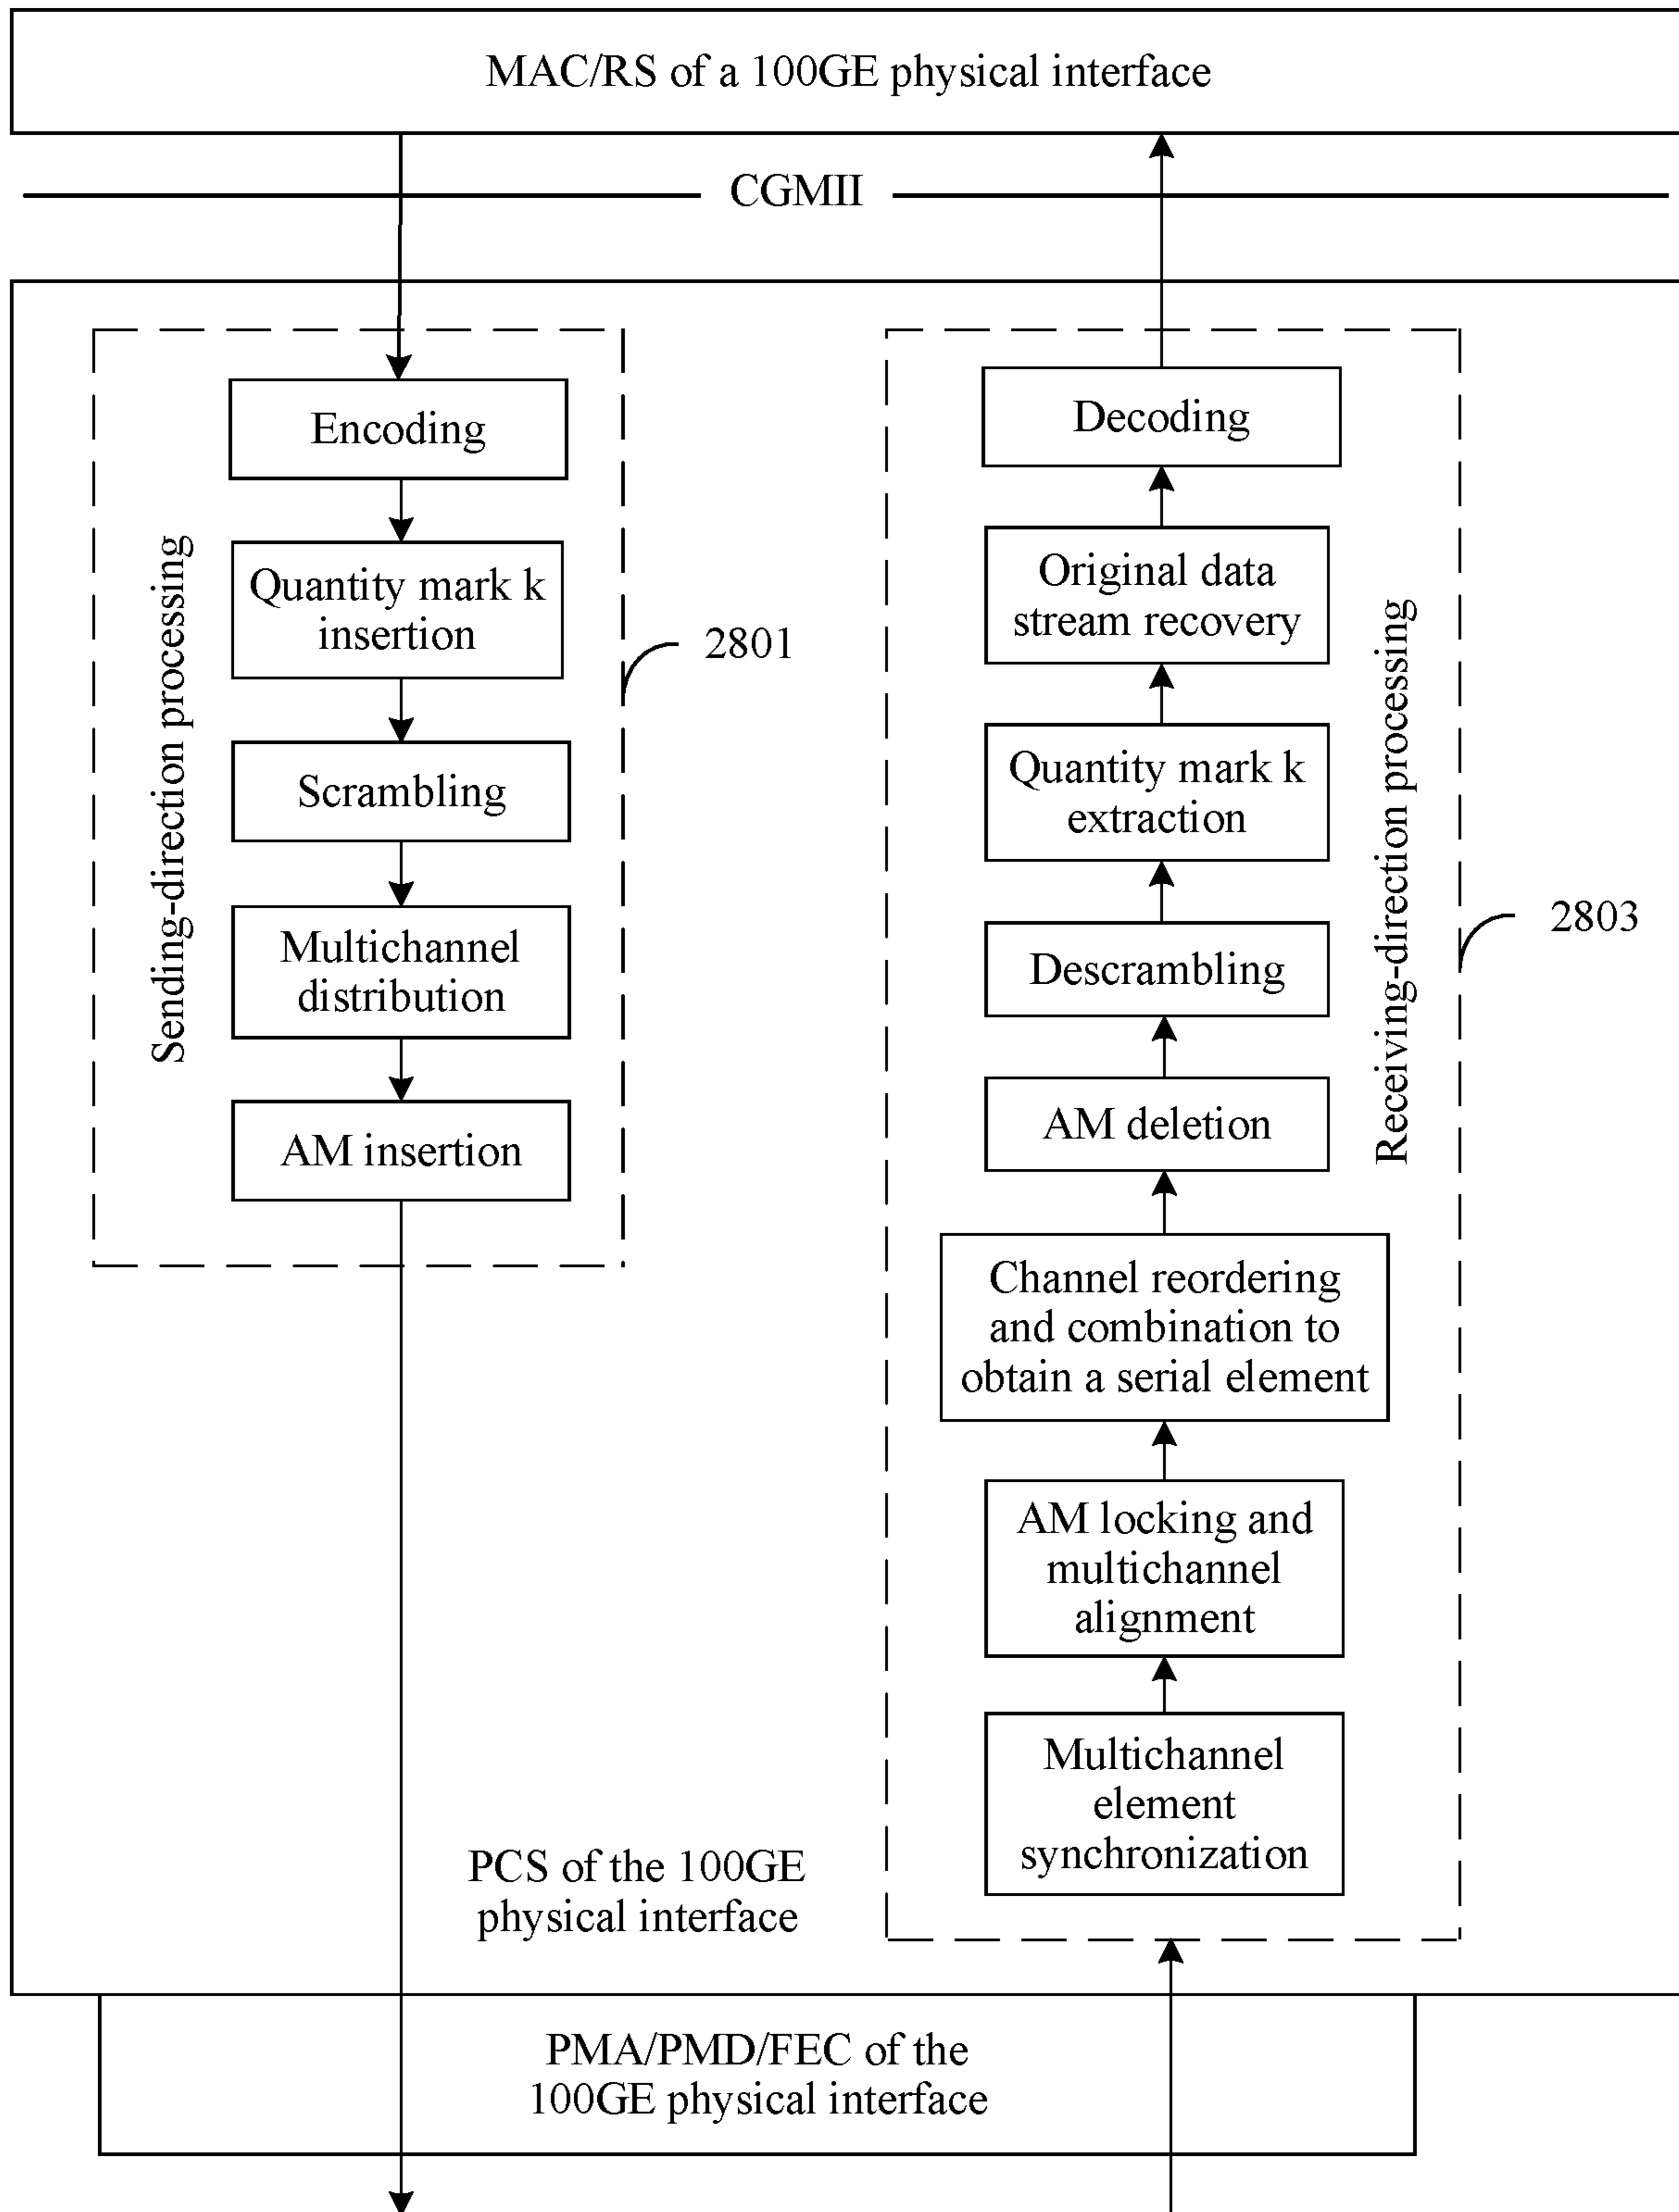 MAC/RS of a 100GE physical interface
CGMII
Sending-direction processing
Encoding
Quantity mark k
insertion
Scrambling
Multichannel
distribution
AM insertion
2801
Decoding
Original data
stream recovery
Quantity mark k
extraction
Descrambling
AM deletion
Channel reordering
and combination to
obtain a serial element
AM locking and
multichannel
alignment
Multichannel
element
synchronization
Receiving-direction processing
2803
PCS of the 100GE
physical interface
PMA/PMD/FEC of the
100GE physical interface